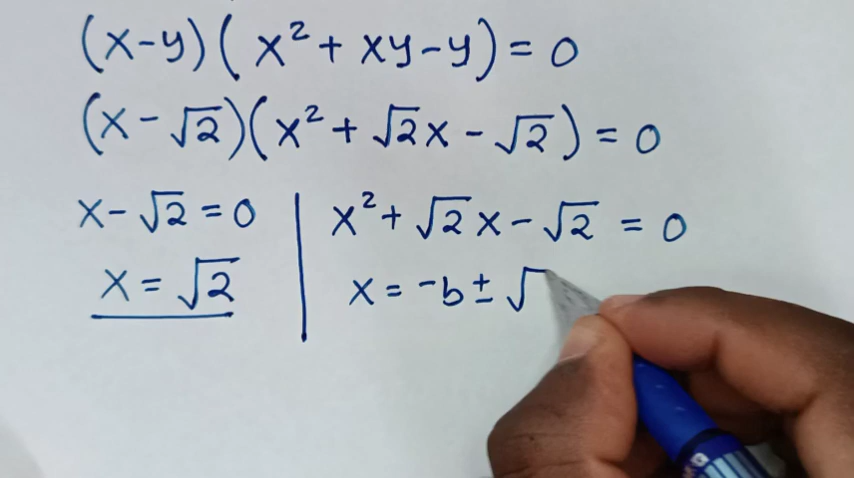 (x-y)(x²+xy-y)=0
(x-√2)(x²+√2x-√2)=0
x-√2=0
x=√2
x²+√2x-√2=0
x=-b±√